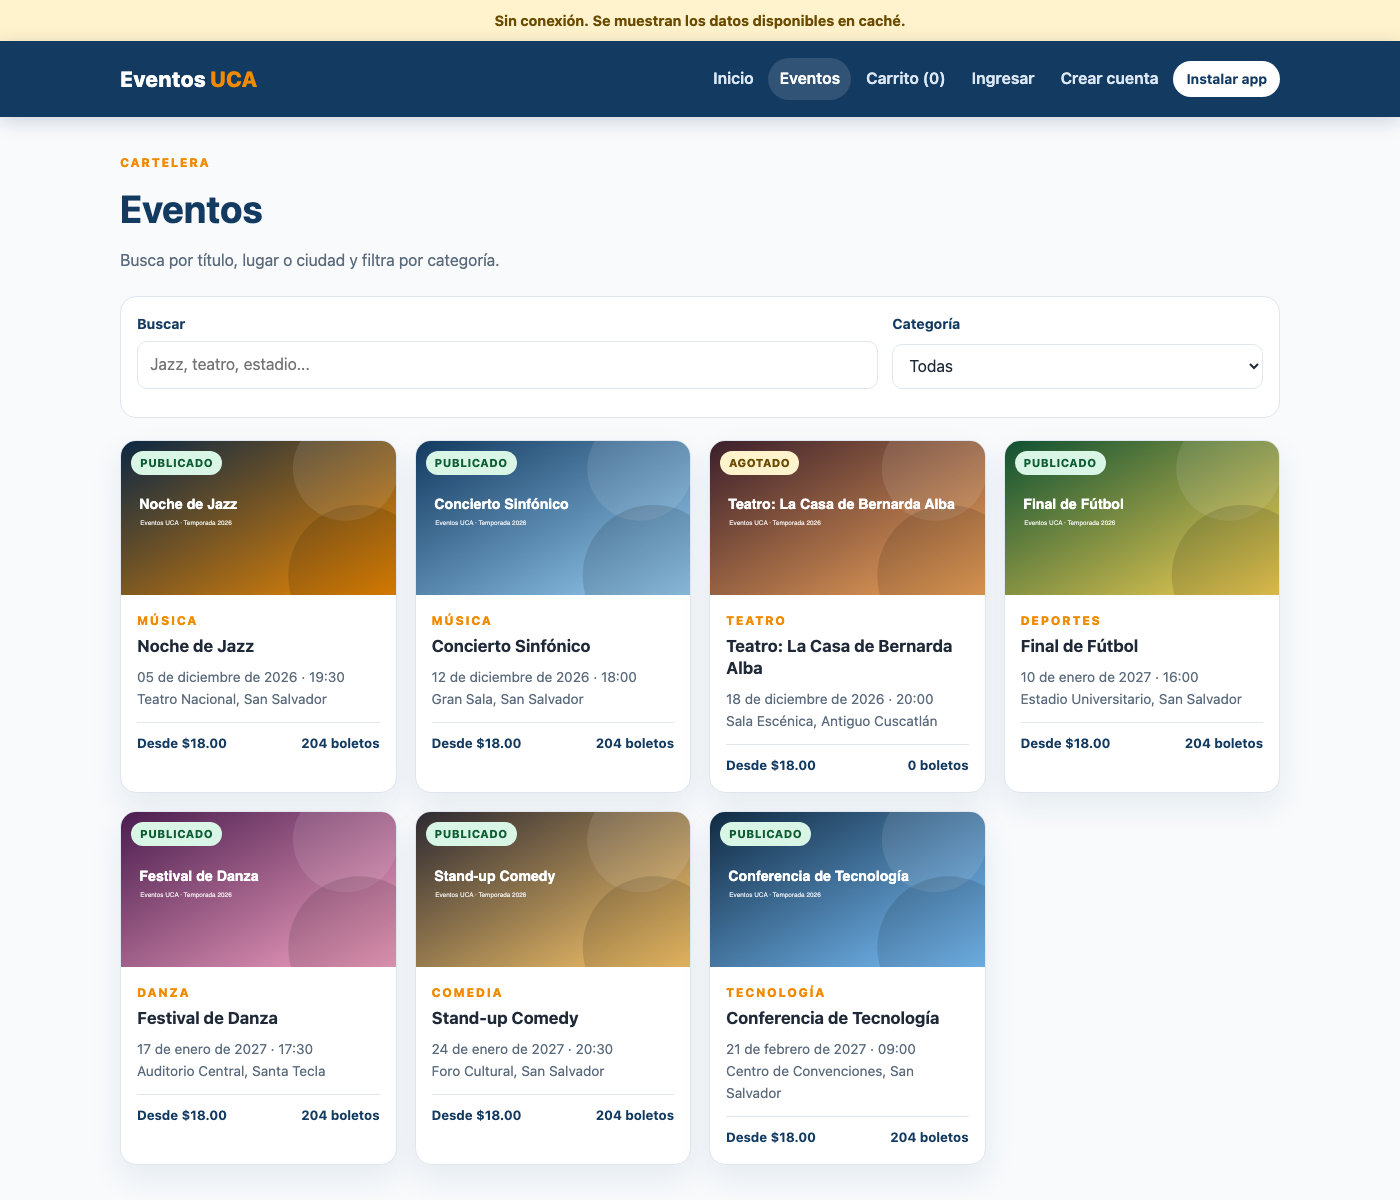 Sin conexión. Se muestran los datos disponibles en caché.
Eventos UCA
Inicio
Eventos
Carrito (0)
Ingresar
Crear cuenta
Instalar app
CARTELERA
Eventos
Busca por título, lugar o ciudad y filtra por categoría.
Buscar
Jazz, teatro, estadio...
Categoría
Todas
PUBLICADO
Noche de Jazz
Eventos UCA · Temporada 2026
MÚSICA
Noche de Jazz
05 de diciembre de 2026 · 19:30
Teatro Nacional, San Salvador
Desde $18.00
204 boletos
PUBLICADO
Concierto Sinfónico
Eventos UCA · Temporada 2026
MÚSICA
Concierto Sinfónico
12 de diciembre de 2026 · 18:00
Gran Sala, San Salvador
Desde $18.00
204 boletos
AGOTADO
Teatro: La Casa de Bernarda Alba
Eventos UCA · Temporada 2026
TEATRO
Teatro: La Casa de Bernarda
Alba
18 de diciembre de 2026 · 20:00
Sala Escénica, Antiguo Cuscatlán
Desde $18.00
0 boletos
PUBLICADO
Final de Fútbol
Eventos UCA · Temporada 2026
DEPORTES
Final de Fútbol
10 de enero de 2027 · 16:00
Estadio Universitario, San Salvador
Desde $18.00
204 boletos
PUBLICADO
Festival de Danza
Eventos UCA · Temporada 2026
DANZA
Festival de Danza
17 de enero de 2027 · 17:30
Auditorio Central, Santa Tecla
Desde $18.00
204 boletos
PUBLICADO
Stand-up Comedy
Eventos UCA · Temporada 2026
COMEDIA
Stand-up Comedy
24 de enero de 2027 · 20:30
Foro Cultural, San Salvador
Desde $18.00
204 boletos
PUBLICADO
Conferencia de Tecnología
Eventos UCA · Temporada 2026
TECNOLOGÍA
Conferencia de Tecnología
21 de febrero de 2027 · 09:00
Centro de Convenciones, San
Salvador
Desde $18.00
204 boletos